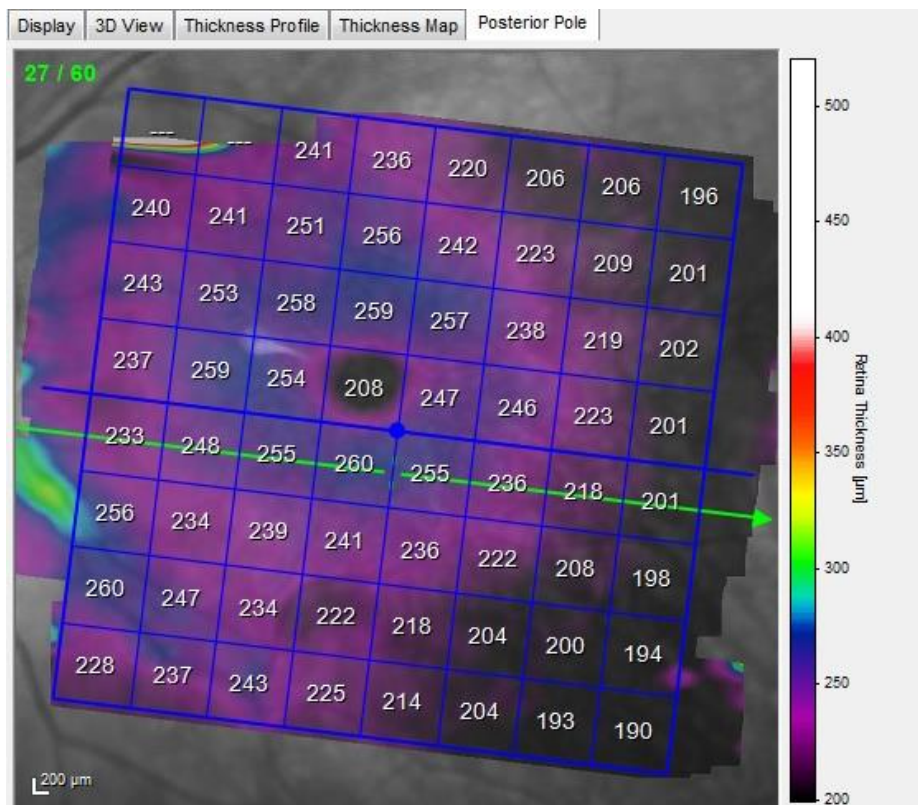 Display 3D View Thickness Profile Thickness Map Posterior Pole
27 / 60
--- --- 241 236 220 206 206 196
240 241 251 256 242 223 209 201
243 253 258 259 257 238 219 202
237 259 254 208 247 246 223 201
233 248 255 260 255 236 218 201
256 234 239 241 236 222 208 198
260 247 234 222 218 204 200 194
228 237 243 225 214 204 193 190
200 µm
500
450
400
350
300
250
200
Retina Thickness [µm]